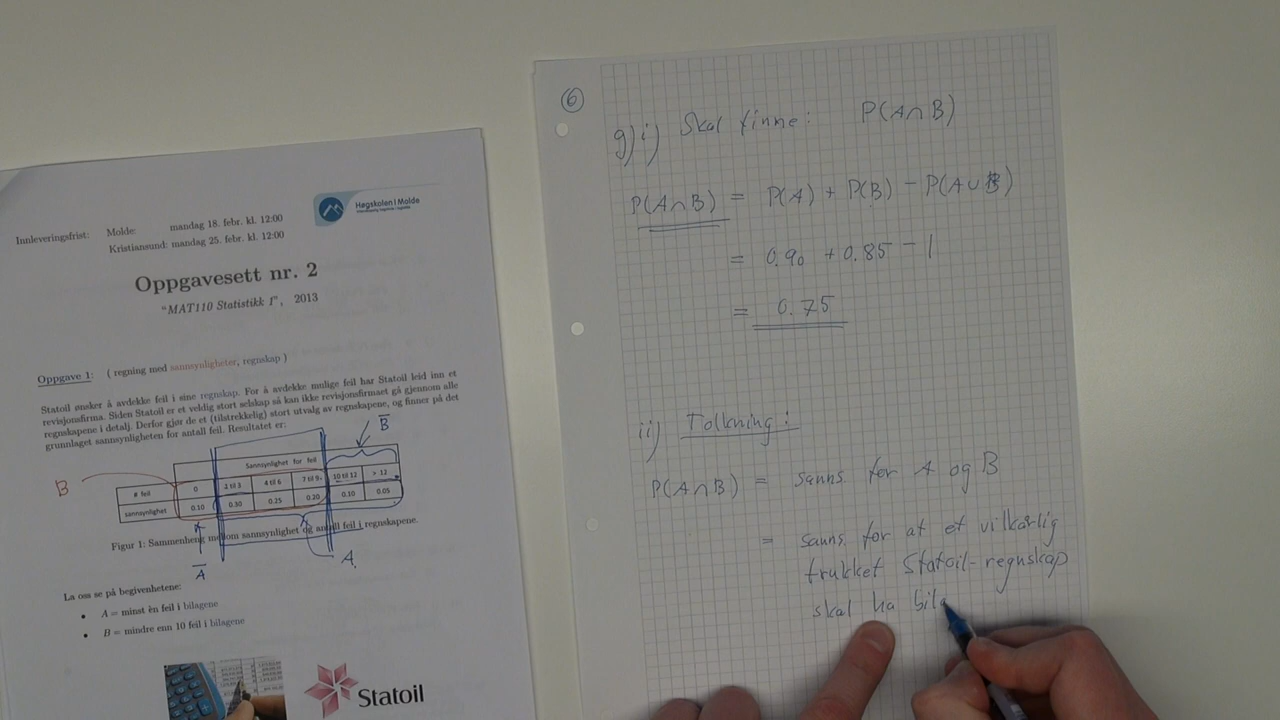 Innleveringsfrist: Molde: mandag 18. febr. kl. 12:00
Kristiansund: mandag 25. febr. kl. 12:00
Høgskolen i Molde
Oppgavesett nr. 2
"MAT110 Statistikk 1", 2013
Oppgave 1: ( regning med sannsynligheter, regnskap )
Statoil ønsker å avdekke feil i sine regnskap. For å avdekke mulige feil har Statoil leid inn et
revisjonsfirma. Siden Statoil er et veldig stort selskap så kan ikke revisjonsfirmaet gå gjennom alle
regnskapene i detalj. Derfor gjør de et (tilstrekkelig) stort utvalg av regnskapene, og finner på det
grunnlaget sannsynligheten for antall feil. Resultatet er:
B
B
Sannsynlighet for feil
# feil 0 1 til 3 4 til 6 7 til 9 10 til 12 > 12
sannsynlighet 0.10 0.30 0.25 0.20 0.10 0.05
Figur 1: Sammenheng mellom sannsynlighet og antall feil i regnskapene.
A
A
La oss se på begivenhetene:
• A = minst èn feil i bilagene
• B = mindre enn 10 feil i bilagene
Statoil
6
g) i) Skal finne: P(A∩B)
P(A∩B) = P(A) + P(B) - P(A∪B)
= 0.90 + 0.85 - 1
= 0.75
ii) Tolkning:
P(A∩B) = sanns for A og B
= sanns for at et vilkårlig
trukket Statoil-regnskap
skal ha bila